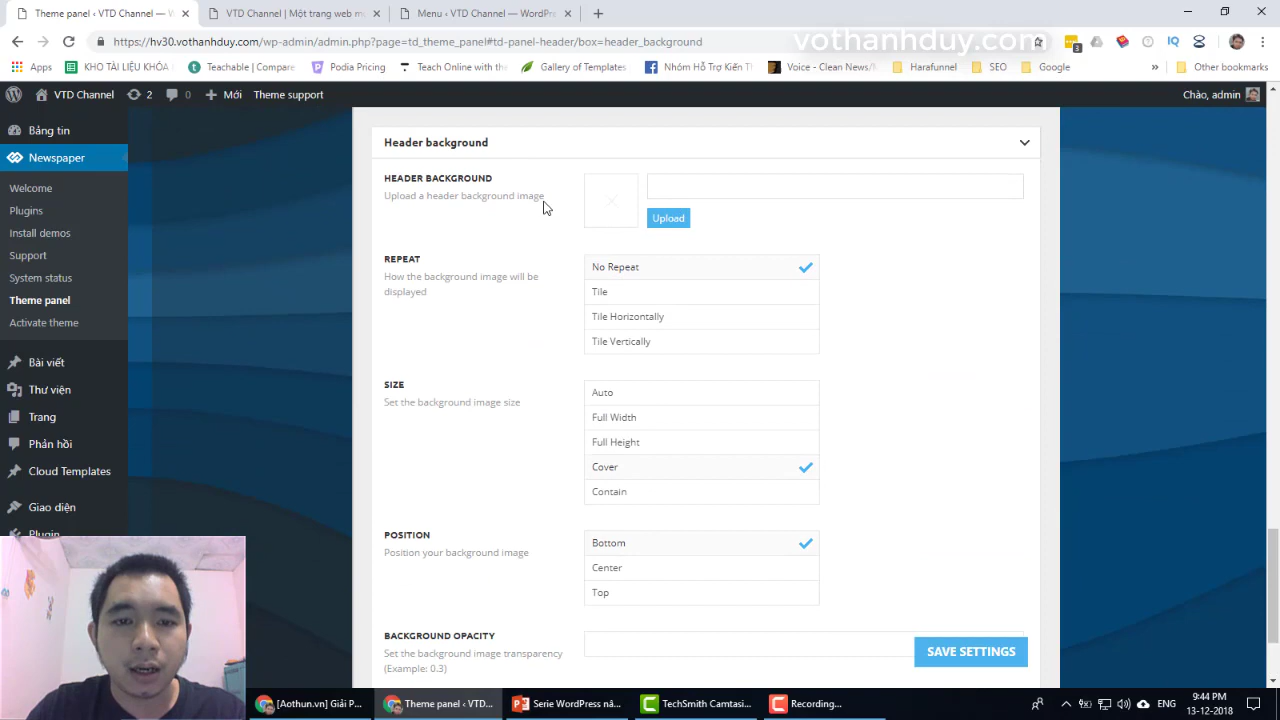 Theme panel ‹ VTD Channel — W
VTD Channel | Một trang web m
Menu ‹ VTD Channel — WordPr
https://hv30.vothanhduy.com/wp-admin/admin.php?page=td_theme_panel#td-panel-header/box=header_background
vothanhduy.com
3
IQ
Apps
KHO TÀI LIỆU KHÓA
Teachable | Compare
Podia Pricing
Teach Online with the
Gallery of Templates
Nhóm Hỗ Trợ Kiến T
Voice - Clean News/
Harafunnel
SEO
Google
Other bookmarks
VTD Channel
2
0
Mới
Theme support
Chào, admin
Bảng tin
Newspaper
Welcome
Plugins
Install demos
Support
System status
Theme panel
Activate theme
Bài viết
Thư viện
Trang
Phản hồi
Cloud Templates
Giao diện
Plugin
Header background
HEADER BACKGROUND
Upload a header background image
Upload
REPEAT
How the background image will be
displayed
No Repeat
Tile
Tile Horizontally
Tile Vertically
SIZE
Set the background image size
Auto
Full Width
Full Height
Cover
Contain
POSITION
Position your background image
Bottom
Center
Top
BACKGROUND OPACITY
Set the background image transparency
(Example: 0.3)
SAVE SETTINGS
[Aothun.vn] Giải P...
Theme panel ‹ VTD...
Serie WordPress nâ...
TechSmith Camtasi...
Recording...
ENG
9:44 PM
13-12-2018